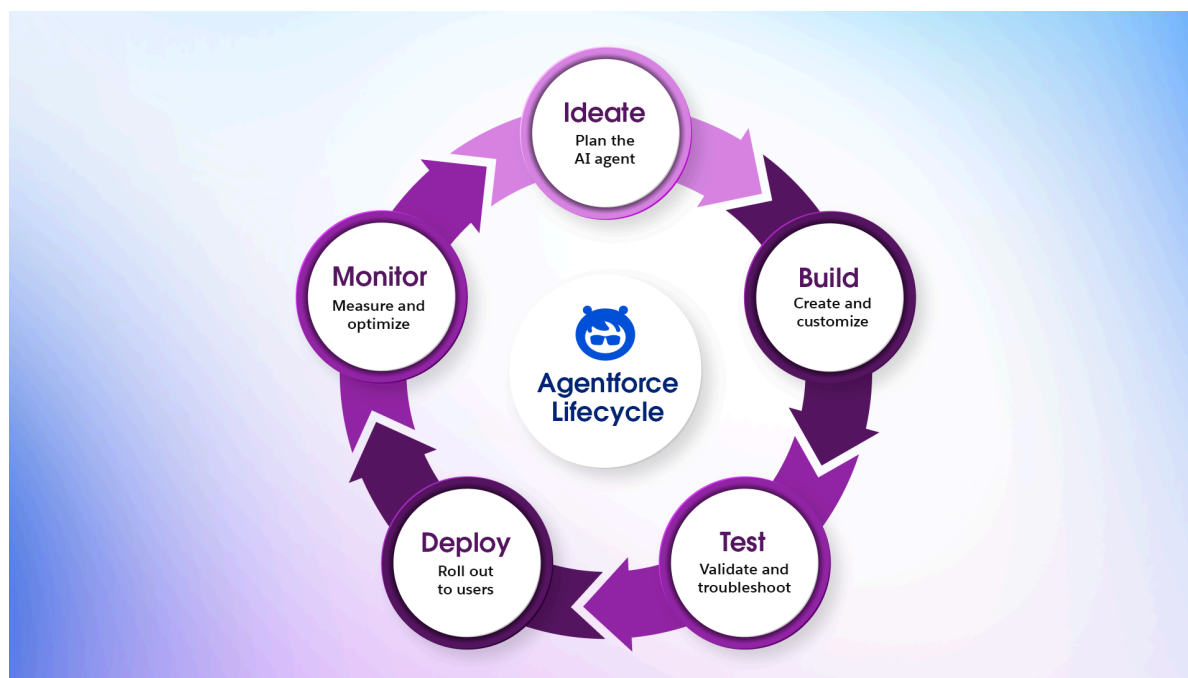 Ideate
Plan the
AI agent
Build
Create and
customize
Test
Validate and
troubleshoot
Deploy
Roll out
to users
Monitor
Measure and
optimize
Agentforce
Lifecycle